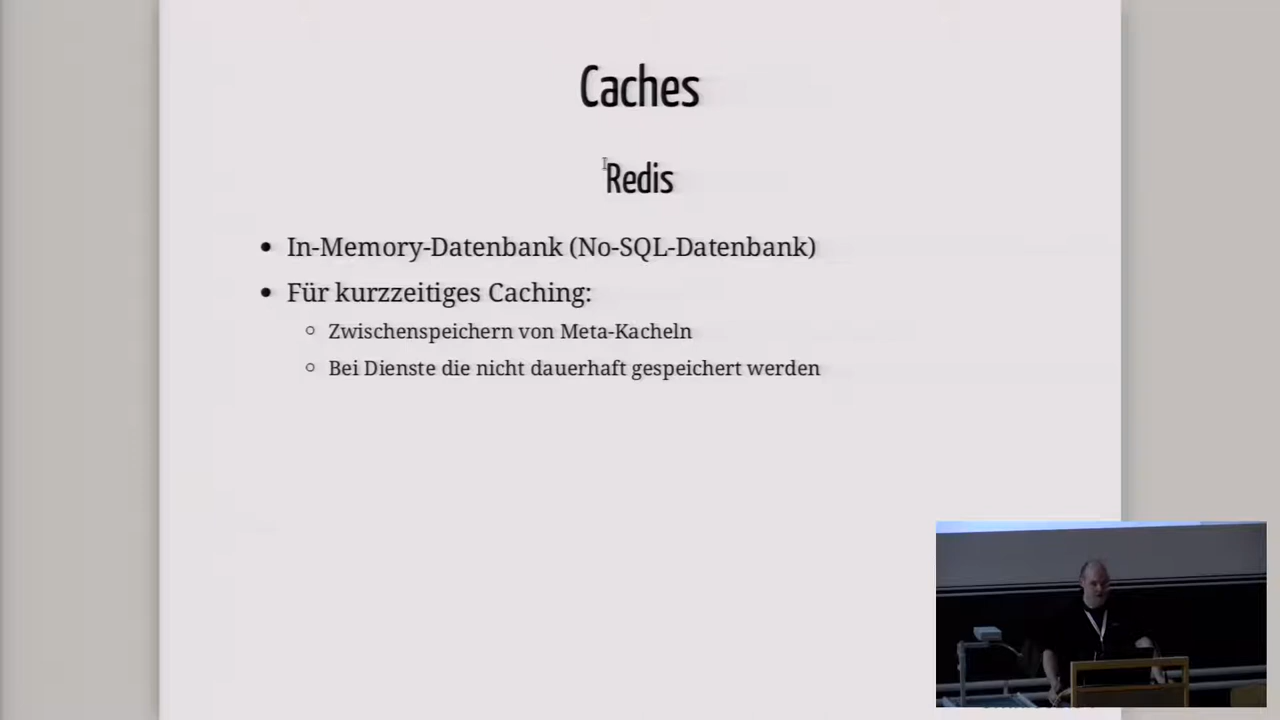 Caches
Redis
In-Memory-Datenbank (No-SQL-Datenbank)
Für kurzzeitiges Caching:
Zwischenspeichern von Meta-Kacheln
Bei Dienste die nicht dauerhaft gespeichert werden